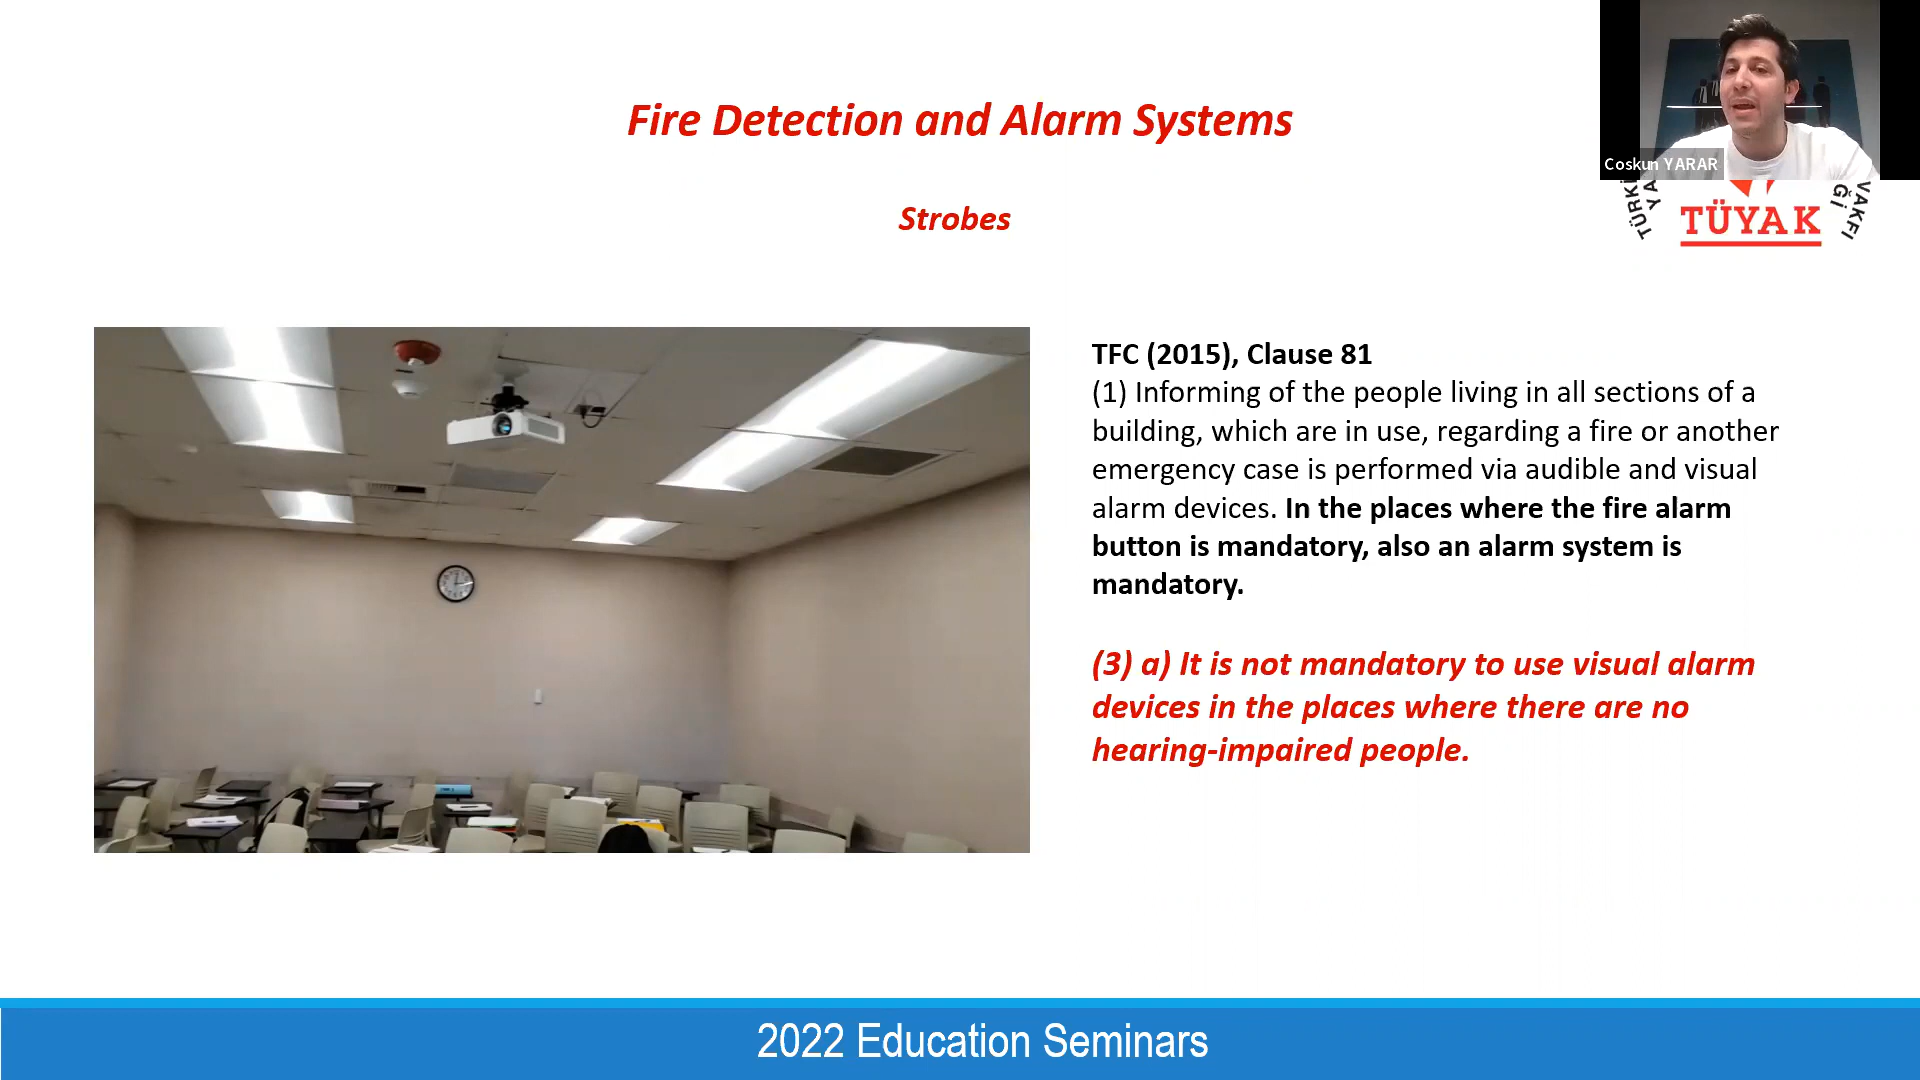 Fire Detection and Alarm Systems
Coskun YARAR
Strobes
TÜRKİ
YA
TÜYAK
Ğİ
VAKFI
TFC (2015), Clause 81
(1) Informing of the people living in all sections of a
building, which are in use, regarding a fire or another
emergency case is performed via audible and visual
alarm devices. In the places where the fire alarm
button is mandatory, also an alarm system is
mandatory.
(3) a) It is not mandatory to use visual alarm
devices in the places where there are no
hearing-impaired people.
2022 Education Seminars